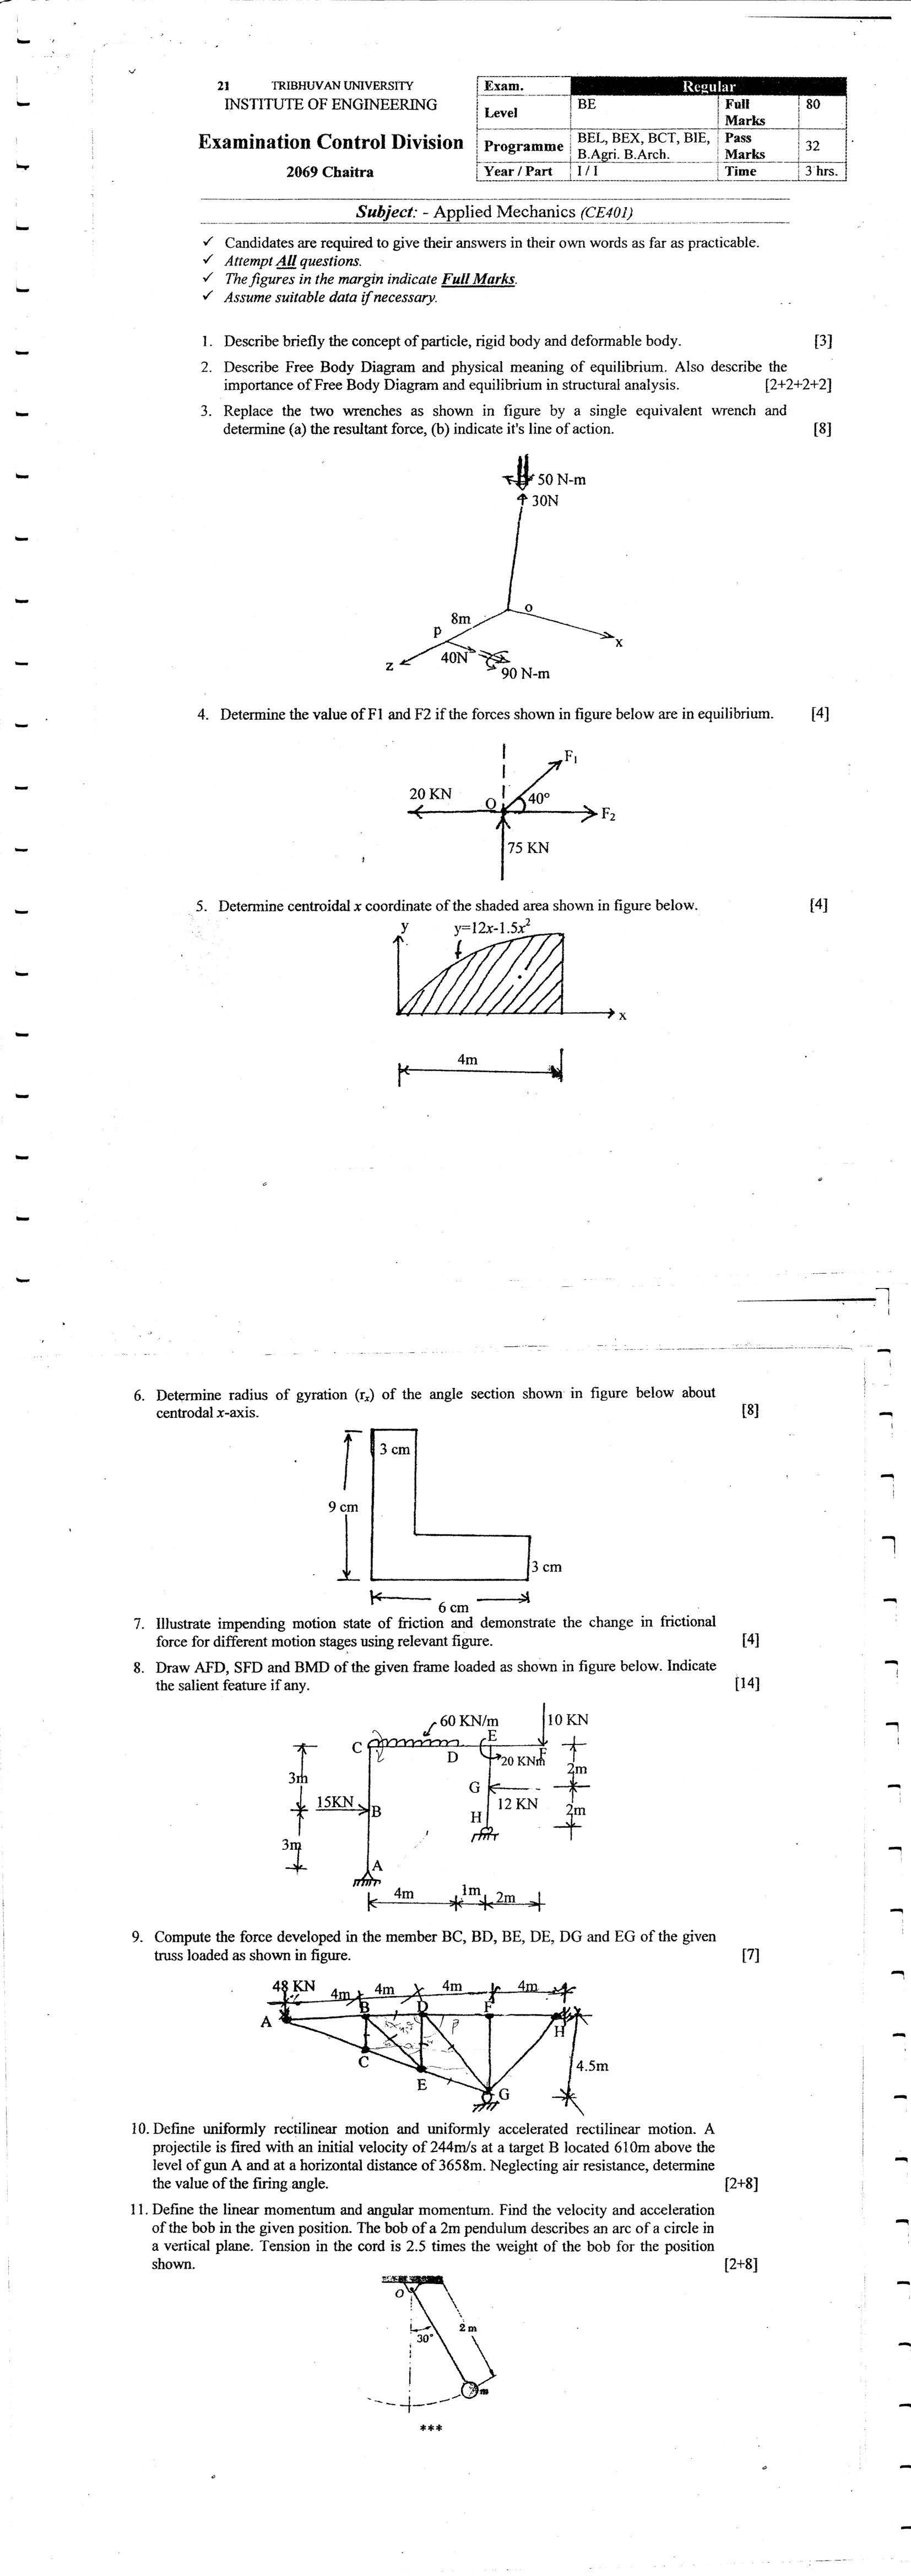 21 TRIBHUVAN UNIVERSITY
INSTITUTE OF ENGINEERING
Examination Control Division
2069 Chaitra
Exam. Regular
Level BE Full Marks 80
Programme BEL, BEX, BCT, BIE, B.Agri. B.Arch. Pass Marks 32
Year / Part I / I Time 3 hrs.
Subject: - Applied Mechanics (CE401)
✓ Candidates are required to give their answers in their own words as far as practicable.
✓ Attempt All questions.
✓ The figures in the margin indicate Full Marks.
✓ Assume suitable data if necessary.
1. Describe briefly the concept of particle, rigid body and deformable body. [3]
2. Describe Free Body Diagram and physical meaning of equilibrium. Also describe the
importance of Free Body Diagram and equilibrium in structural analysis. [2+2+2+2]
3. Replace the two wrenches as shown in figure by a single equivalent wrench and
determine (a) the resultant force, (b) indicate it's line of action. [8]
50 N-m
30N
O
8m
P
x
40N
z
90 N-m
4. Determine the value of F1 and F2 if the forces shown in figure below are in equilibrium. [4]
F1
20 KN
O
40°
F2
75 KN
5. Determine centroidal x coordinate of the shaded area shown in figure below. [4]
y
y=12x-1.5x²
x
4m
6. Determine radius of gyration (rx) of the angle section shown in figure below about
centrodal x-axis. [8]
3 cm
9 cm
3 cm
6 cm
7. Illustrate impending motion state of friction and demonstrate the change in frictional
force for different motion stages using relevant figure. [4]
8. Draw AFD, SFD and BMD of the given frame loaded as shown in figure below. Indicate
the salient feature if any. [14]
60 KN/m
10 KN
C
D
E
F
20 KNm
2m
3m
G
15KN
B
12 KN
2m
H
3m
A
4m
1m
2m
9. Compute the force developed in the member BC, BD, BE, DE, DG and EG of the given
truss loaded as shown in figure. [7]
48 KN
4m
4m
4m
4m
A
B
D
F
H
C
E
4.5m
G
10. Define uniformly rectilinear motion and uniformly accelerated rectilinear motion. A
projectile is fired with an initial velocity of 244m/s at a target B located 610m above the
level of gun A and at a horizontal distance of 3658m. Neglecting air resistance, determine
the value of the firing angle. [2+8]
11. Define the linear momentum and angular momentum. Find the velocity and acceleration
of the bob in the given position. The bob of a 2m pendulum describes an arc of a circle in
a vertical plane. Tension in the cord is 2.5 times the weight of the bob for the position
shown. [2+8]
O
2 m
30°
m
***